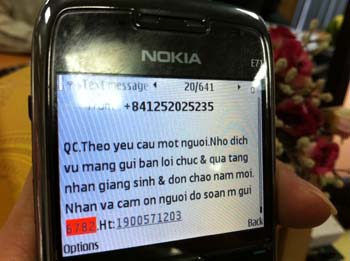 NOKIA
E71
Text message 20/641
From: +841252025235
QC.Theo yeu cau mot nguoi.Nho dich
vu mang gui ban loi chuc & qua tang
nhan giang sinh & don chao nam moi.
Nhan va cam on nguoi do soan m gui
6782.Ht:1900571203
Options Back